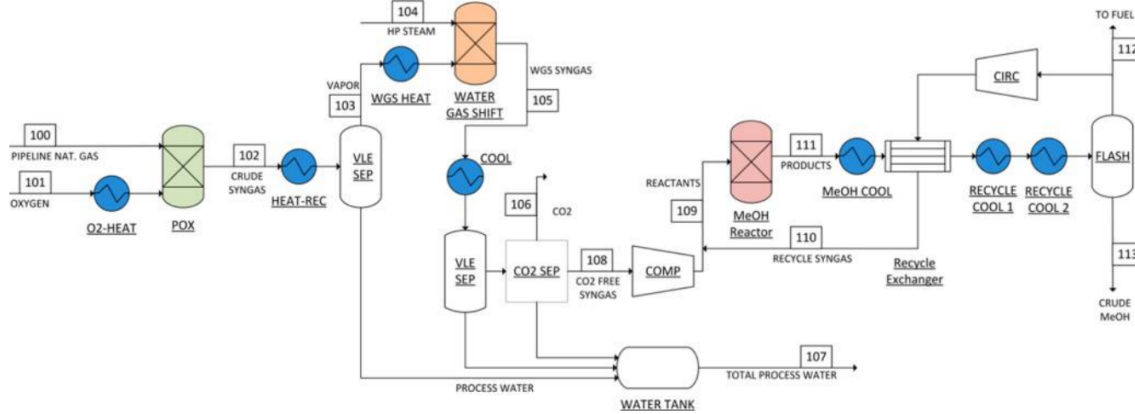 104
HP STEAM
WGS SYNGAS
105
VAPOR
103
WGS HEAT
WATER
GAS SHIFT
100
PIPELINE NAT. GAS
101
OXYGEN
O2-HEAT
POX
102
CRUDE
SYNGAS
HEAT-REC
VLE
SEP
COOL
106
CO2
VLE
SEP
CO2 SEP
108
CO2 FREE
SYNGAS
COMP
REACTANTS
109
MeOH
Reactor
111
PRODUCTS
MeOH COOL
110
RECYCLE SYNGAS
Recycle
Exchanger
CIRC
RECYCLE
COOL 1
RECYCLE
COOL 2
TO FUEL
112
FLASH
113
CRUDE
MeOH
PROCESS WATER
WATER TANK
107
TOTAL PROCESS WATER